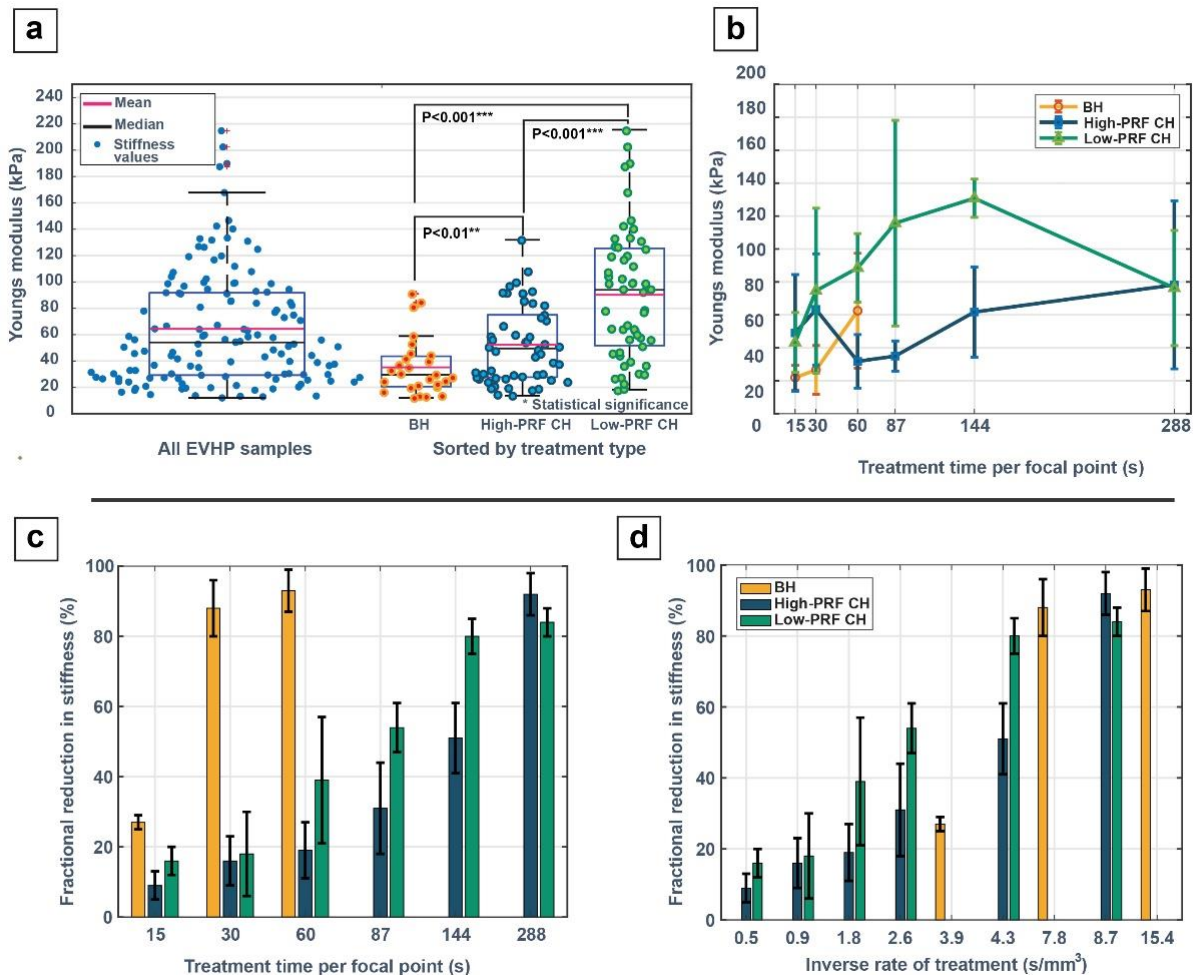 a
Youngs modulus (kPa)
240
220
200
180
160
140
120
100
80
60
40
20
0
Mean
Median
Stiffness
values
P<0.001***
P<0.001***
P<0.01**
* Statistical significance
BH
High-PRF CH
Low-PRF CH
All EVHP samples
Sorted by treatment type
b
Youngs modulus (kPa)
200
180
160
140
120
100
80
60
40
20
0
BH
High-PRF CH
Low-PRF CH
15 30 60 87 144 288
Treatment time per focal point (s)
c
Fractional reduction in stiffness (%)
100
80
60
40
20
0
15 30 60 87 144 288
Treatment time per focal point (s)
d
Fractional reduction in stiffness (%)
100
80
60
40
20
0
BH
High-PRF CH
Low-PRF CH
0.5 0.9 1.8 2.6 3.9 4.3 7.8 8.7 15.4
Inverse rate of treatment (s/mm³)